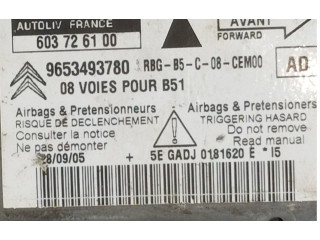 AUTOLIV FRANCE
603 72 61 00
AVANT
FORWARD
9653493780 RBG-B5-C-08-CEM00 AD
08 VOIES POUR B51
Airbags & Pretensionneurs
RISQUE DE DECLENCHEMENT
Consulter la notice
Ne pas démonter
Airbags & Pretensioners
TRIGGERING HASARD
Do not remove
Read manual
28/09/05 + 5E GADJ 0181620 E * I5